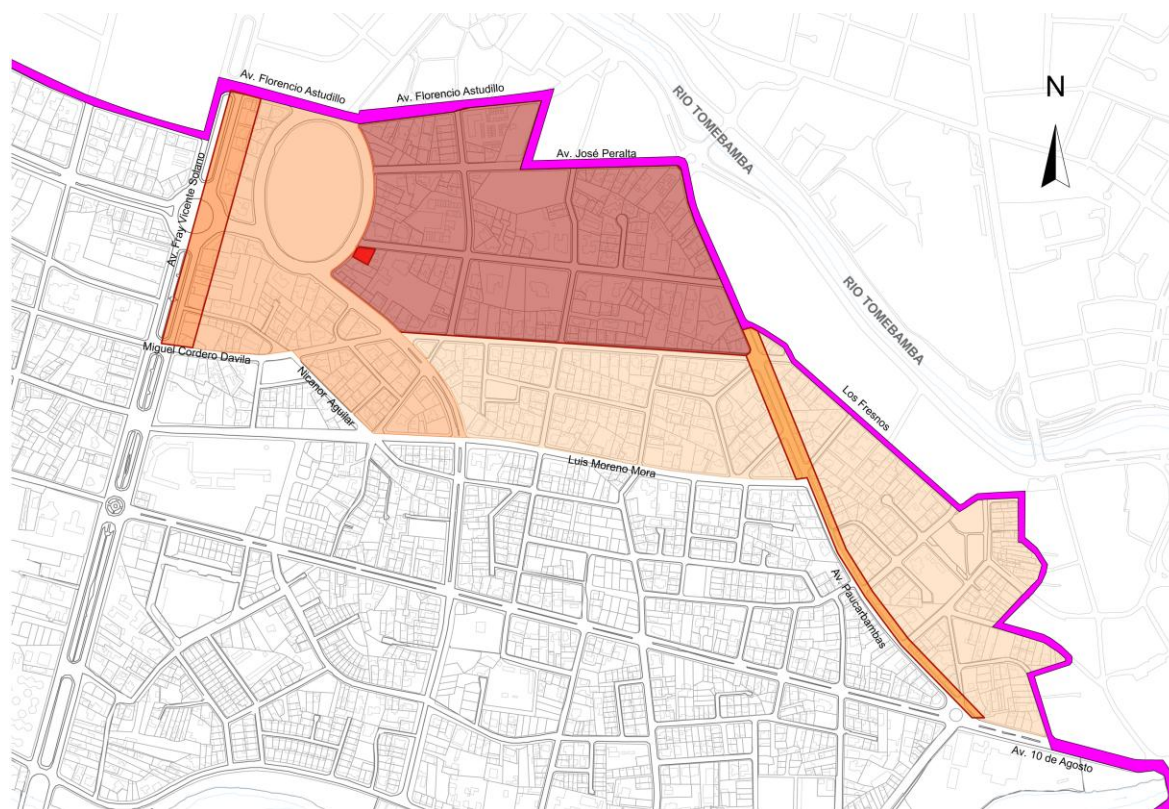 Av. Florencio Astudillo
Av. Florencio Astudillo
N
RIO TOMEBAMBA
Av. José Peralta
Av. Fray Vicente Solano
RIO TOMEBAMBA
Miguel Cordero Davila
Nicanor Aguilar
Los Fresnos
Luis Moreno Mora
Av. Paucarbambas
Av. 10 de Agosto